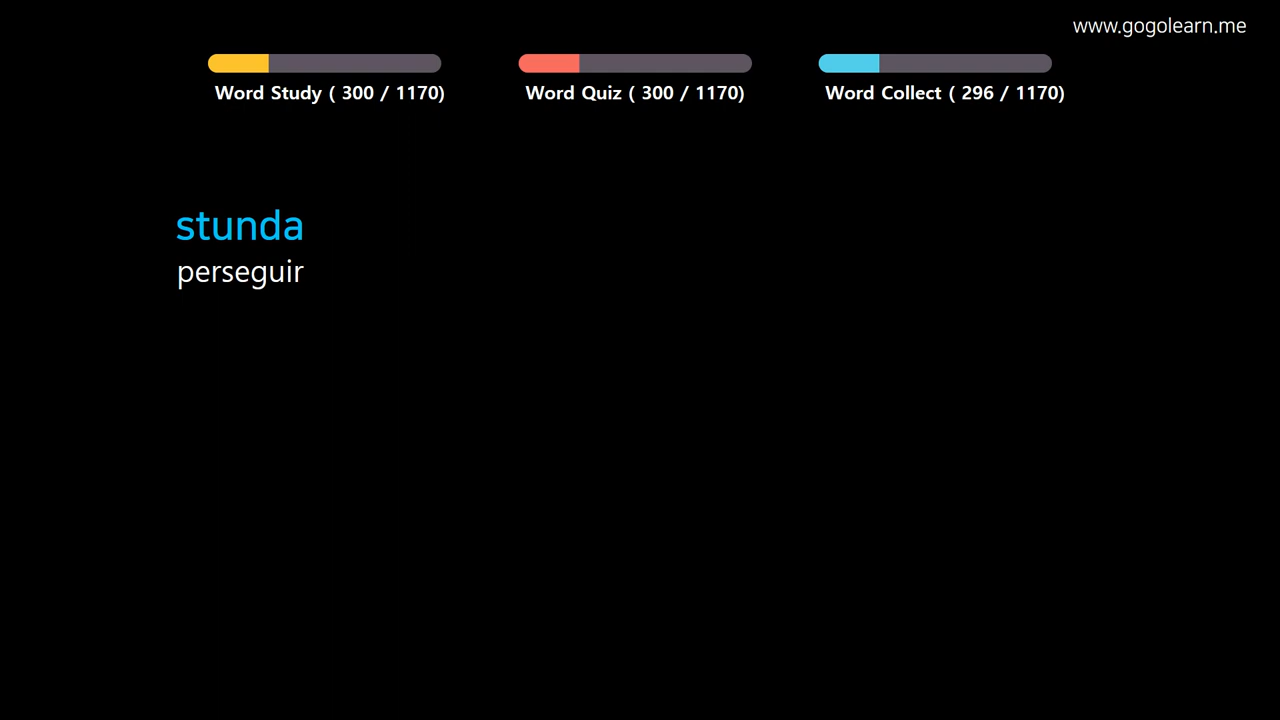 www.gogolearn.me
Word Study ( 300 / 1170)
Word Quiz ( 300 / 1170)
Word Collect ( 296 / 1170)
stunda
perseguir